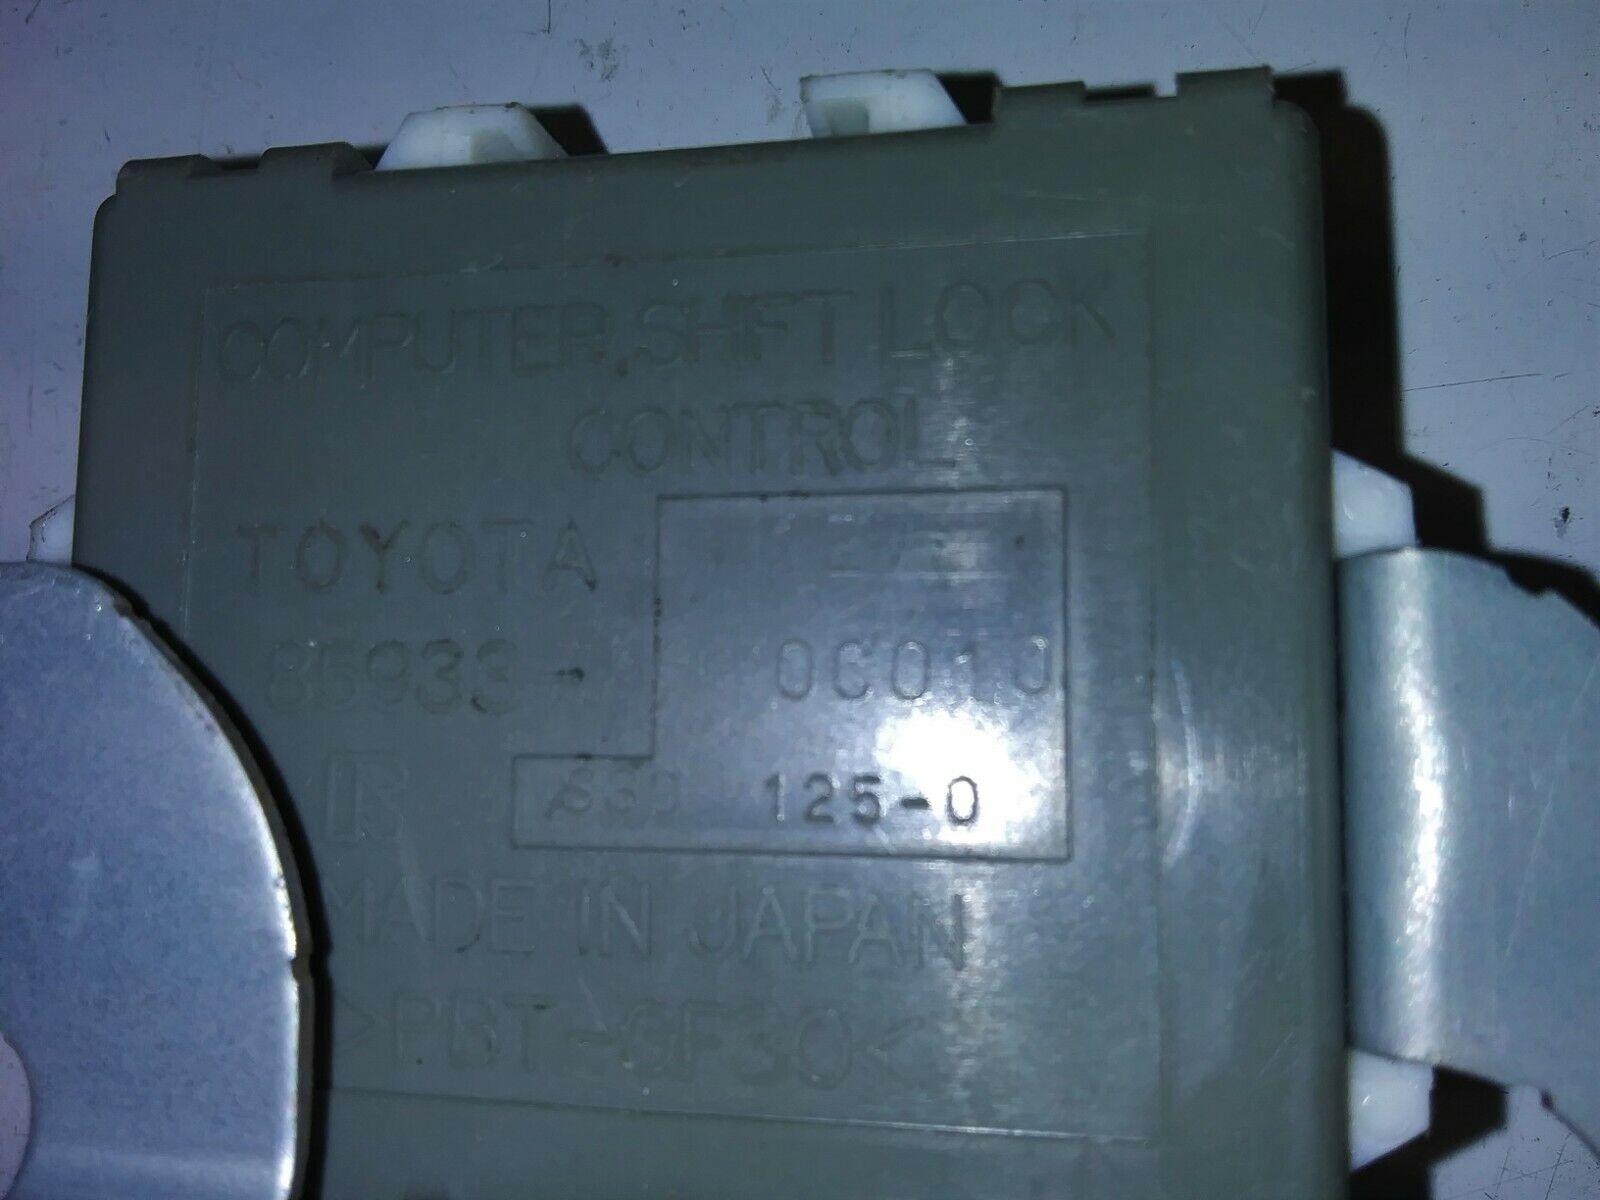 COMPUTER, SHIFT LOCK
CONTROL
TOYOTA
85933- 0C010
125-0
MADE IN JAPAN
>PBT-GF30<